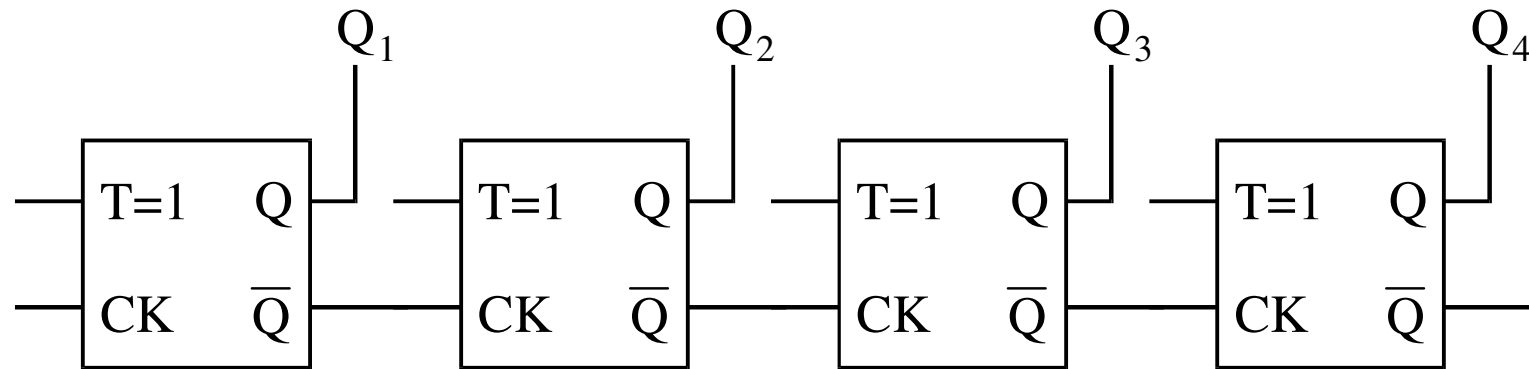 Q₁ Q₂ Q₃ Q₄
T=1 Q T=1 Q T=1 Q T=1 Q
CK Q̅ CK Q̅ CK Q̅ CK Q̅